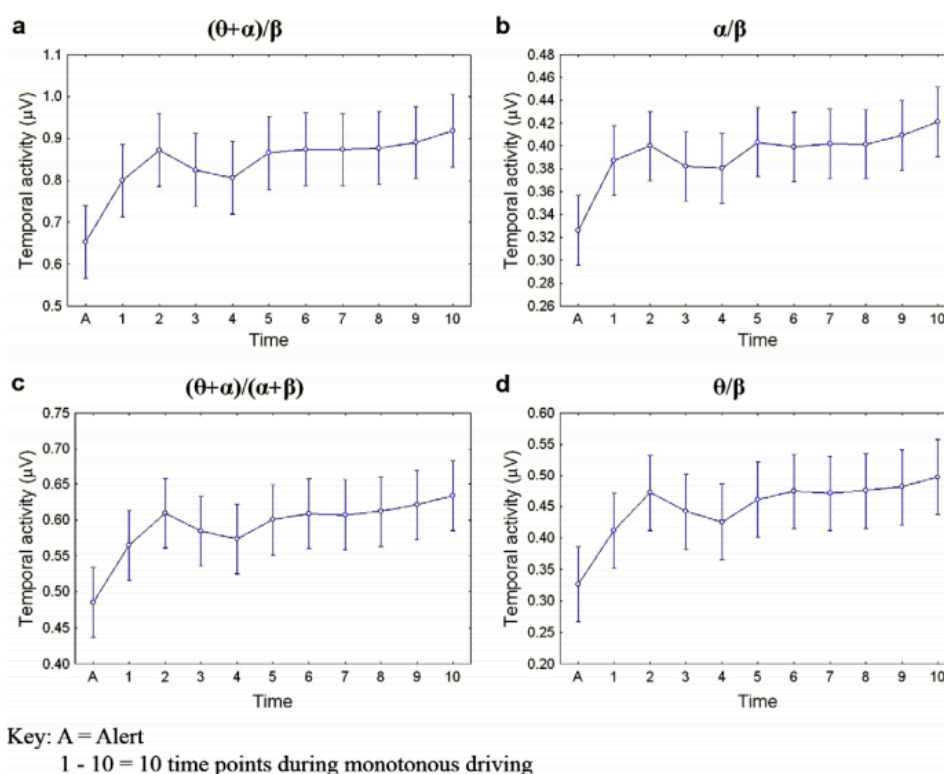 a (θ+α)/β
Temporal activity (µV)
1.1
1.0
0.9
0.8
0.7
0.6
0.5
A 1 2 3 4 5 6 7 8 9 10
Time
b α/β
Temporal activity (µV)
0.48
0.46
0.44
0.42
0.40
0.38
0.36
0.34
0.32
0.30
0.28
0.26
A 1 2 3 4 5 6 7 8 9 10
Time
c (θ+α)/(α+β)
Temporal activity (µV)
0.75
0.70
0.65
0.60
0.55
0.50
0.45
0.40
A 1 2 3 4 5 6 7 8 9 10
Time
d θ/β
Temporal activity (µV)
0.60
0.55
0.50
0.45
0.40
0.35
0.30
0.25
0.20
A 1 2 3 4 5 6 7 8 9 10
Time
Key: A = Alert
1 - 10 = 10 time points during monotonous driving